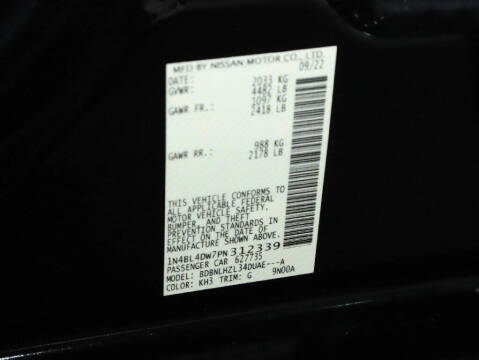 MFD BY NISSAN MOTOR CO., LTD.
DATE: 09/22
GVWR: 2033 KG
4482 LB
GAWR FR.: 1097 KG
2418 LB
GAWR RR.: 988 KG
2178 LB
THIS VEHICLE CONFORMS TO
ALL APPLICABLE FEDERAL
MOTOR VEHICLE SAFETY,
BUMPER, AND THEFT
PREVENTION STANDARDS IN
EFFECT ON THE DATE OF
MANUFACTURE SHOWN ABOVE
1N4BL4DW7PN312339
PASSENGER CAR 627735
MODEL: BDBNLHZL34DUAE---A
COLOR: KH3 TRIM: G 9N00A